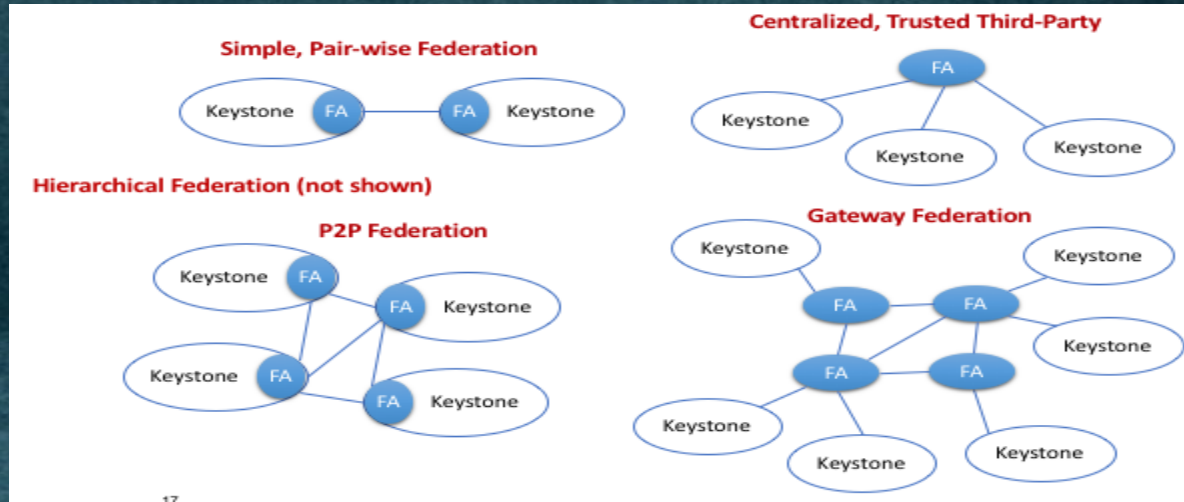 Simple, Pair-wise Federation
Keystone FA FA Keystone
Centralized, Trusted Third-Party
FA
Keystone
Keystone
Keystone
Hierarchical Federation (not shown)
P2P Federation
Keystone FA
FA Keystone
Keystone FA
FA Keystone
Gateway Federation
Keystone
Keystone
FA
FA
Keystone
FA
FA
Keystone
Keystone
Keystone
17